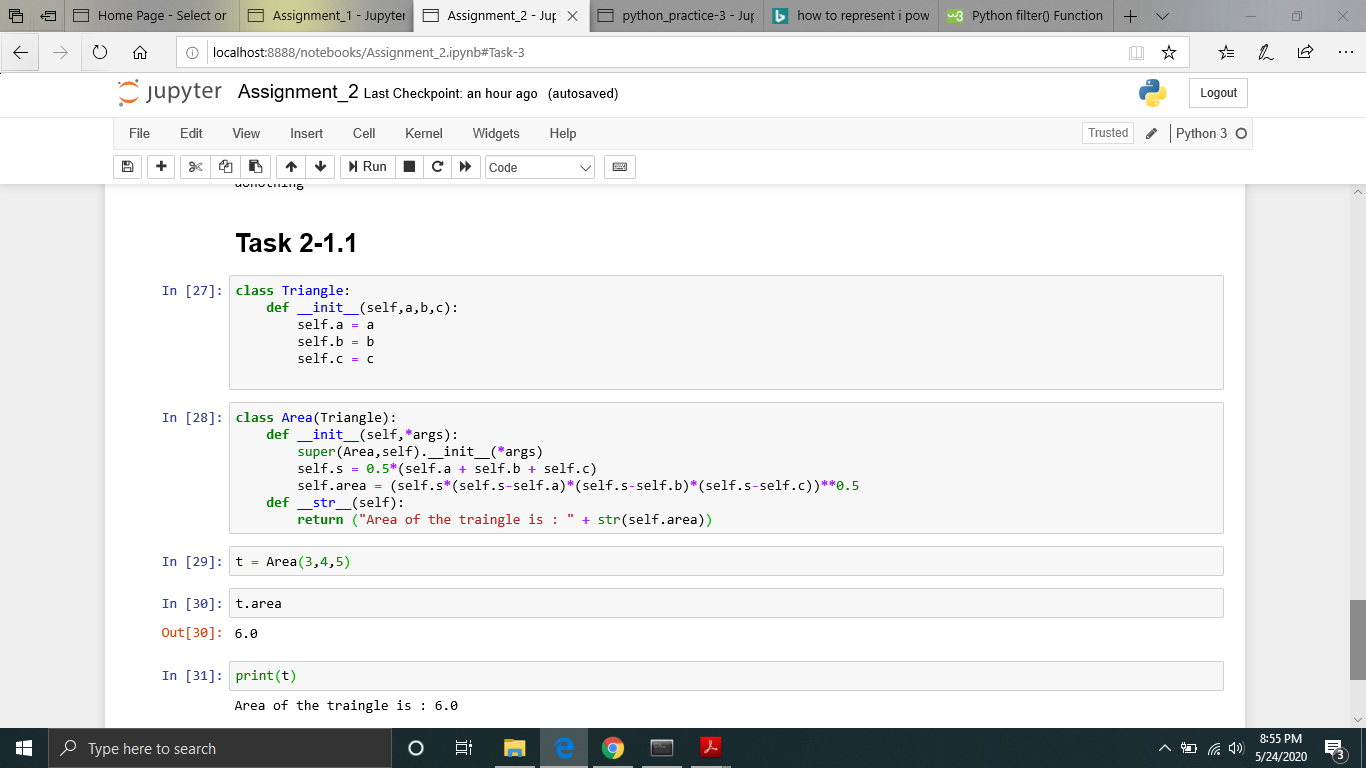 Home Page - Select or
Assignment_1 - Jupyter
Assignment_2 - Jup
python_practice-3 - Jup
how to represent i pow
Python filter() Function
localhost:8888/notebooks/Assignment_2.ipynb#Task-3
jupyter Assignment_2 Last Checkpoint: an hour ago (autosaved)
Logout
File Edit View Insert Cell Kernel Widgets Help
Trusted Python 3
Run Code
donothing
Task 2-1.1
In [27]: class Triangle:
def __init__(self,a,b,c):
self.a = a
self.b = b
self.c = c
In [28]: class Area(Triangle):
def __init__(self,*args):
super(Area,self).__init__(*args)
self.s = 0.5*(self.a + self.b + self.c)
self.area = (self.s*(self.s-self.a)*(self.s-self.b)*(self.s-self.c))**0.5
def __str__(self):
return ("Area of the traingle is : " + str(self.area))
In [29]: t = Area(3,4,5)
In [30]: t.area
Out[30]: 6.0
In [31]: print(t)
Area of the traingle is : 6.0
Type here to search
8:55 PM
5/24/2020
3